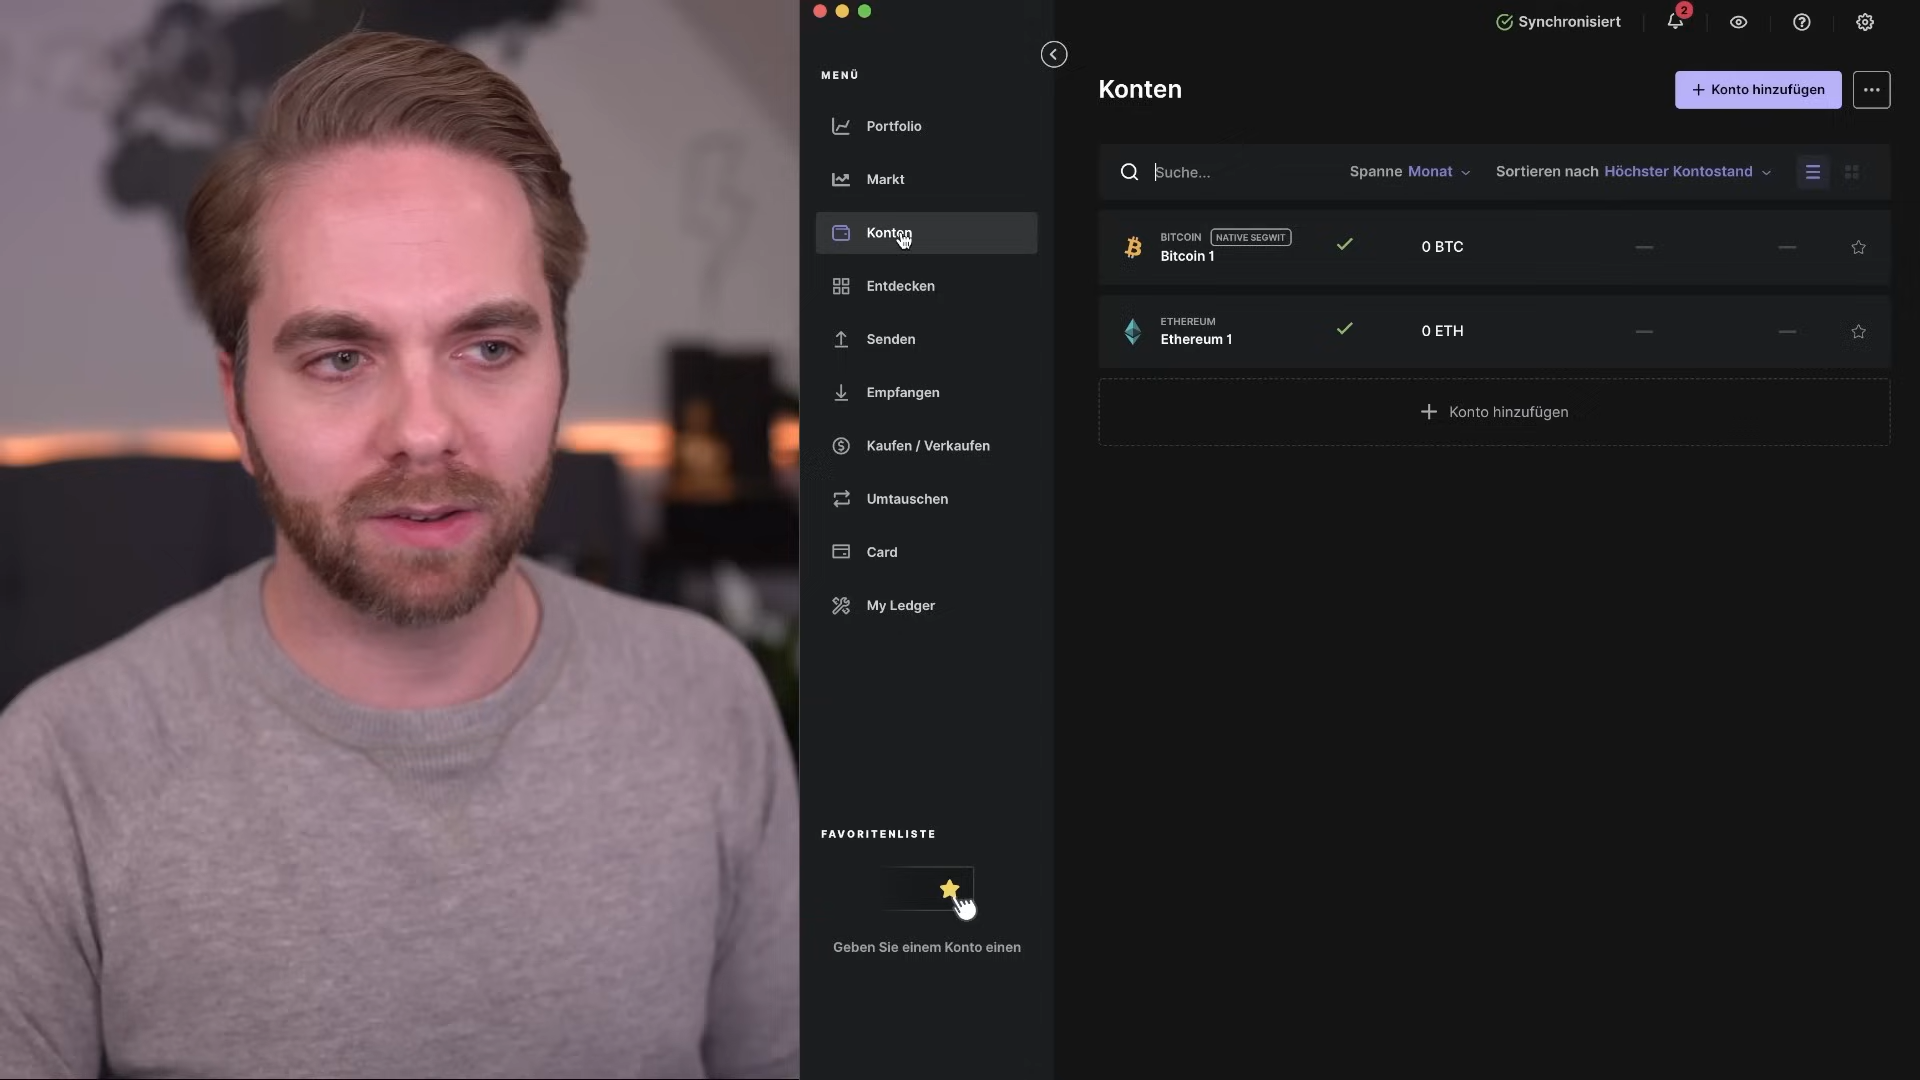 Synchronisiert
2
MENÜ
Portfolio
Markt
Konten
Entdecken
Senden
Empfangen
Kaufen / Verkaufen
Umtauschen
Card
My Ledger
FAVORITENLISTE
Geben Sie einem Konto einen
Konten
+ Konto hinzufügen
Suche...
Spanne Monat
Sortieren nach Höchster Kontostand
BITCOIN NATIVE SEGWIT
Bitcoin 1
0 BTC
— —
ETHEREUM
Ethereum 1
0 ETH
— —
+ Konto hinzufügen